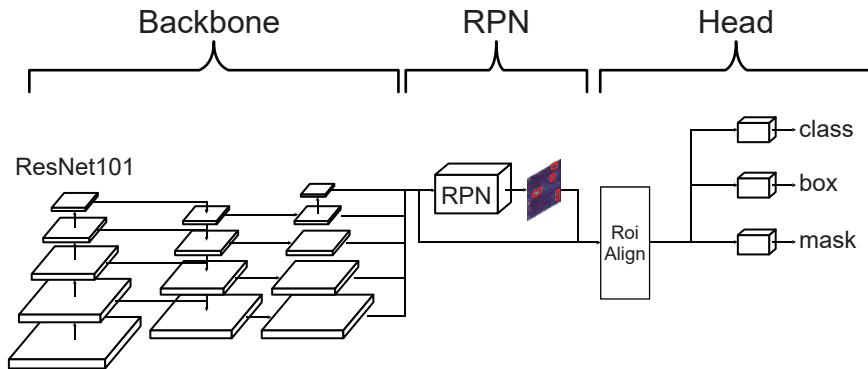 Backbone
RPN
Head
ResNet101
RPN
Roi
Align
class
box
mask